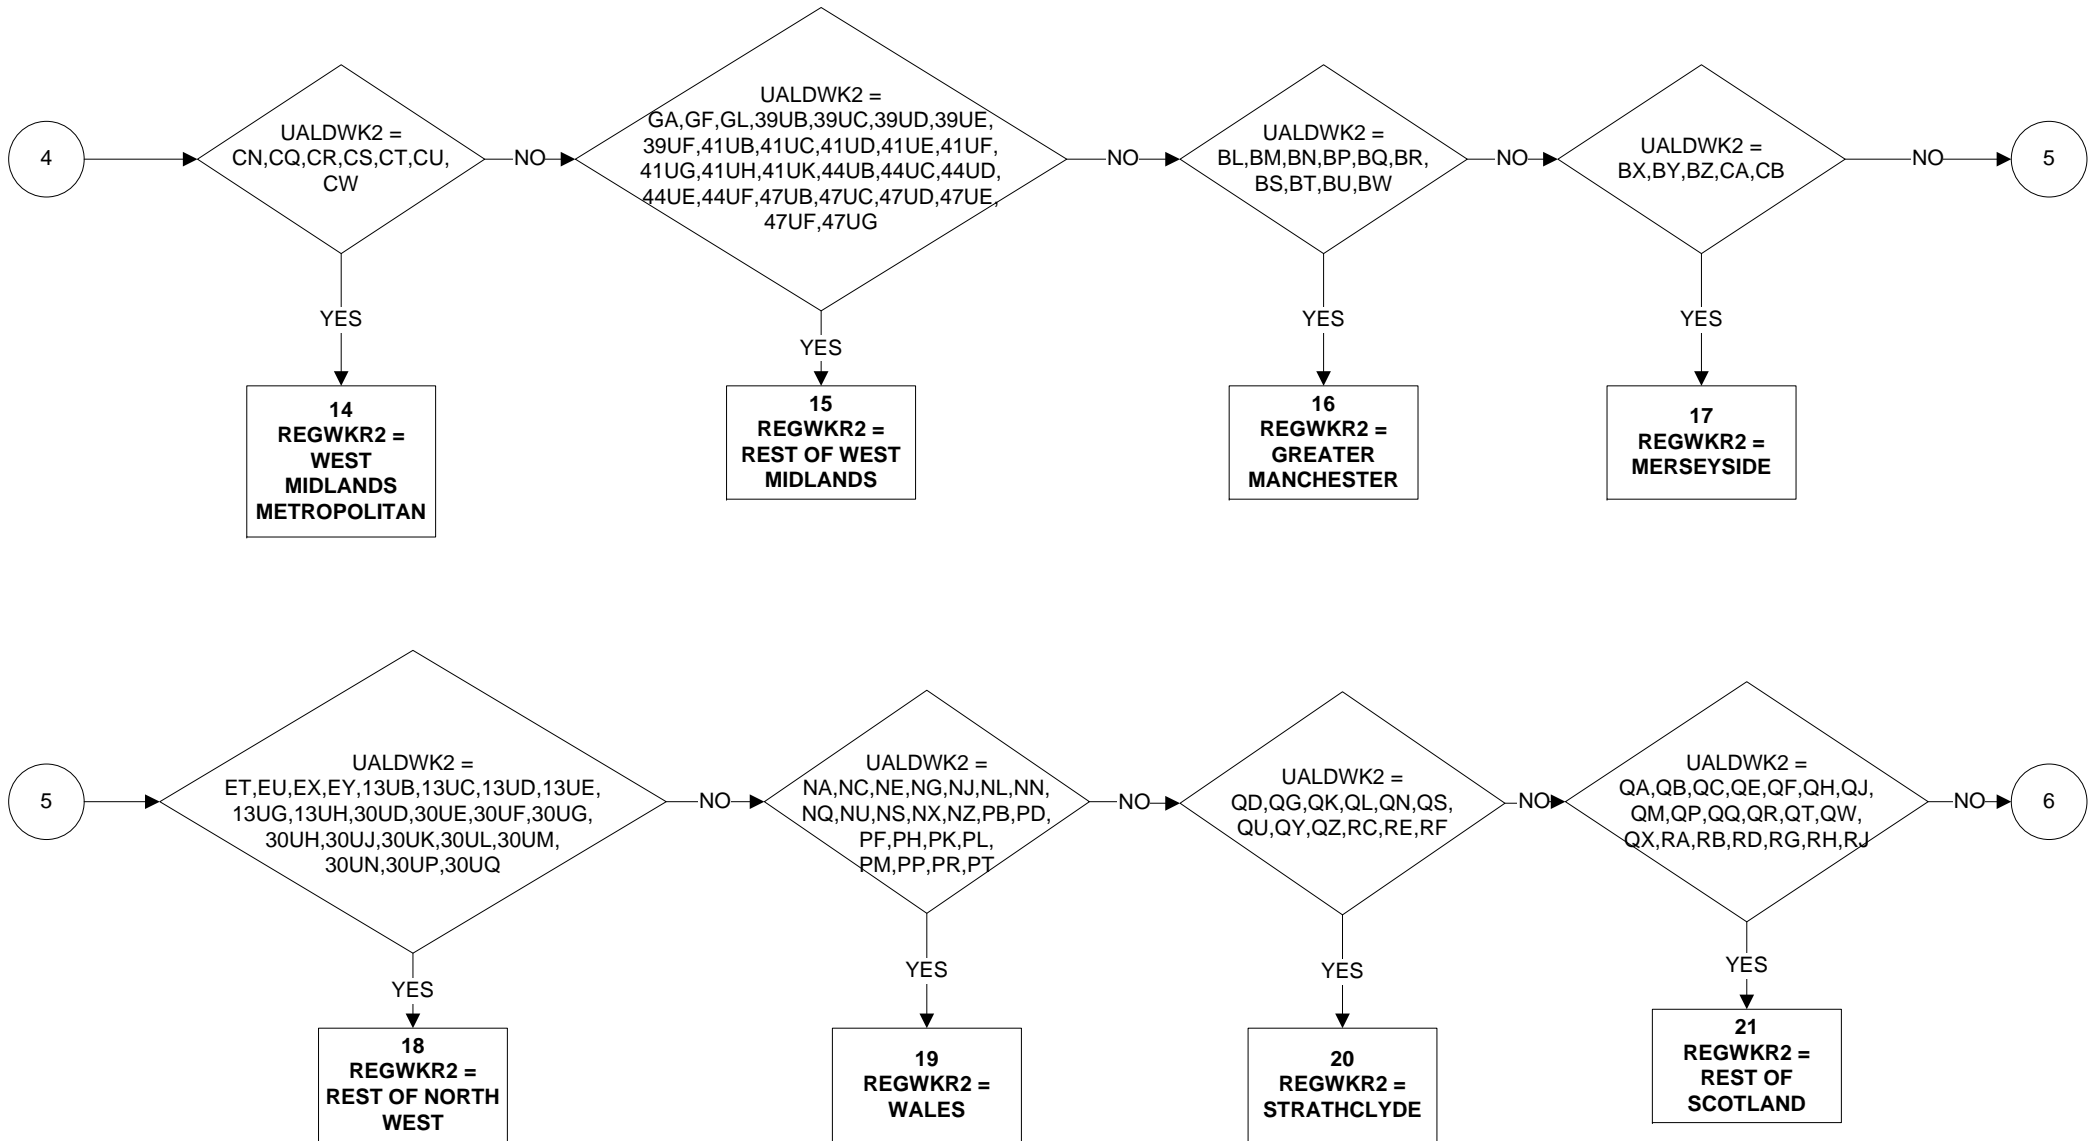 4
UALDWK2 =
CN,CQ,CR,CS,CT,CU,
CW
NO
UALDWK2 =
GA,GF,GL,39UB,39UC,39UD,39UE,
39UF,41UB,41UC,41UD,41UE,41UF,
41UG,41UH,41UK,44UB,44UC,44UD,
44UE,44UF,47UB,47UC,47UD,47UE,
47UF,47UG
NO
UALDWK2 =
BL,BM,BN,BP,BQ,BR,
BS,BT,BU,BW
NO
UALDWK2 =
BX,BY,BZ,CA,CB
NO
5
YES
YES
YES
YES
14
REGWKR2 =
WEST
MIDLANDS
METROPOLITAN
15
REGWKR2 =
REST OF WEST
MIDLANDS
16
REGWKR2 =
GREATER
MANCHESTER
17
REGWKR2 =
MERSEYSIDE
5
UALDWK2 =
ET,EU,EX,EY,13UB,13UC,13UD,13UE,
13UG,13UH,30UD,30UE,30UF,30UG,
30UH,30UJ,30UK,30UL,30UM,
30UN,30UP,30UQ
NO
UALDWK2 =
NA,NC,NE,NG,NJ,NL,NN,
NQ,NU,NS,NX,NZ,PB,PD,
PF,PH,PK,PL,
PM,PP,PR,PT
NO
UALDWK2 =
QD,QG,QK,QL,QN,QS,
QU,QY,QZ,RC,RE,RF
NO
UALDWK2 =
QA,QB,QC,QE,QF,QH,QJ,
QM,QP,QQ,QR,QT,QW,
QX,RA,RB,RD,RG,RH,RJ
NO
6
YES
YES
YES
YES
18
REGWKR2 =
REST OF NORTH
WEST
19
REGWKR2 =
WALES
20
REGWKR2 =
STRATHCLYDE
21
REGWKR2 =
REST OF
SCOTLAND